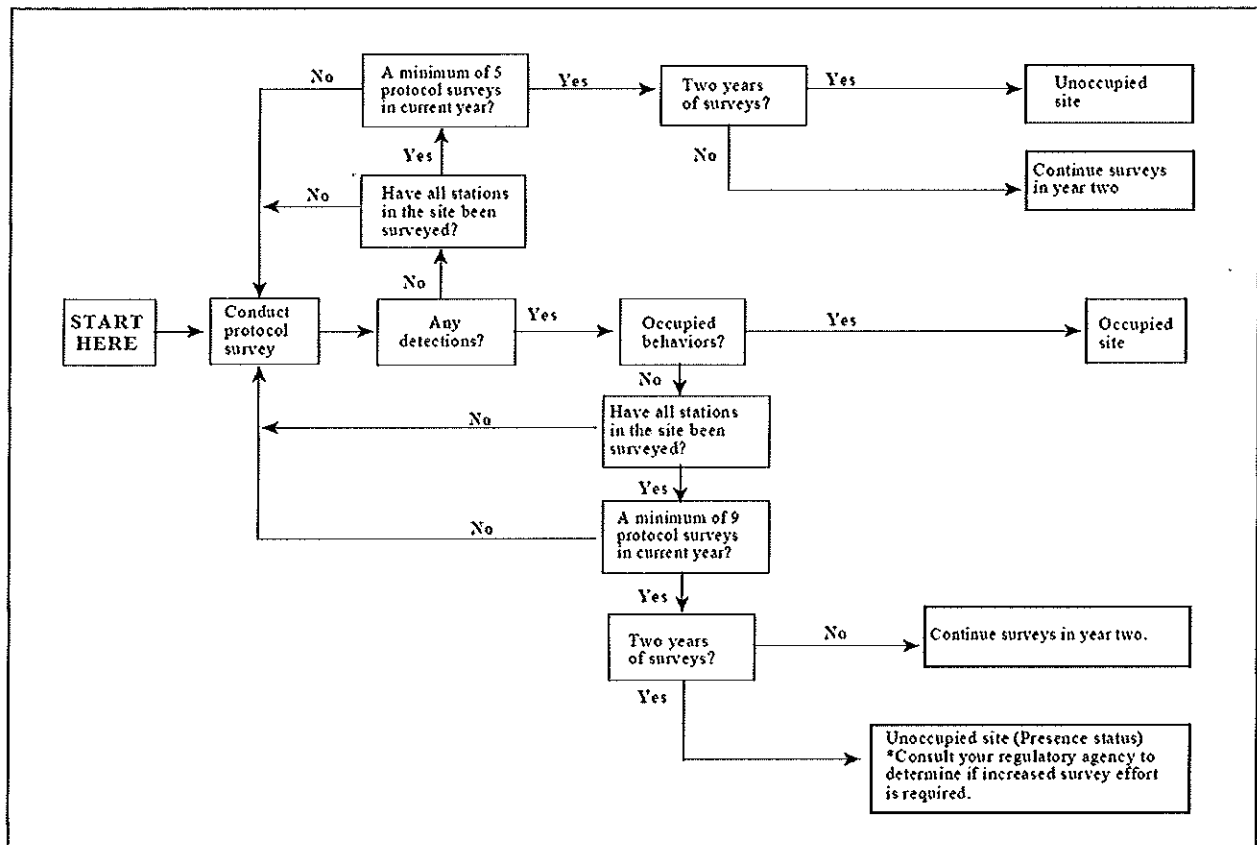 No
A minimum of 5
protocol surveys
in current year?
Yes
Two years
of surveys?
Yes
Unoccupied
site
No
Continue surveys
in year two
Yes
No
Have all stations
in the site been
surveyed?
No
START
HERE
Conduct
protocol
survey
Any
detections?
Yes
Occupied
behaviors?
Yes
Occupied
site
No
Have all stations
in the site been
surveyed?
No
Yes
A minimum of 9
protocol surveys
in current year?
No
Yes
Two years
of surveys?
No
Continue surveys in year two.
Yes
Unoccupied site (Presence status)
*Consult your regulatory agency to
determine if increased survey effort
is required.